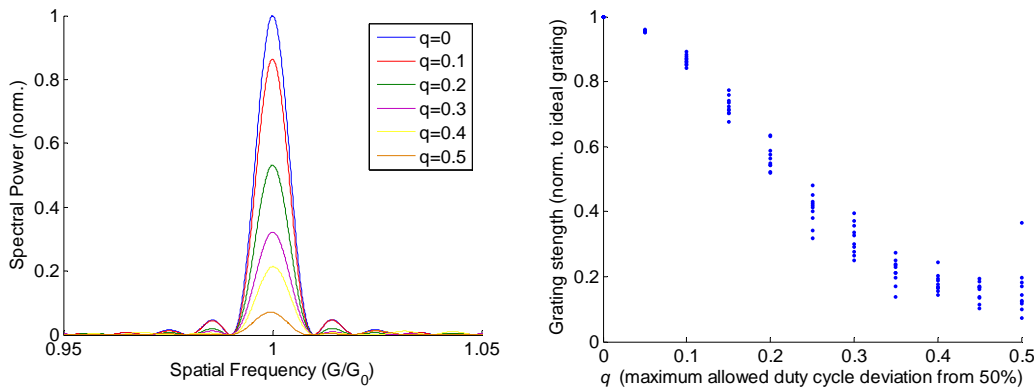 Spectral Power (norm.)
1
0.8
0.6
0.4
0.2
0
0.95
1
1.05
Spatial Frequency (G/G0)
q=0
q=0.1
q=0.2
q=0.3
q=0.4
q=0.5
Grating stength (norm. to ideal grating)
1
0.8
0.6
0.4
0.2
0
0
0.1
0.2
0.3
0.4
0.5
q (maximum allowed duty cycle deviation from 50%)